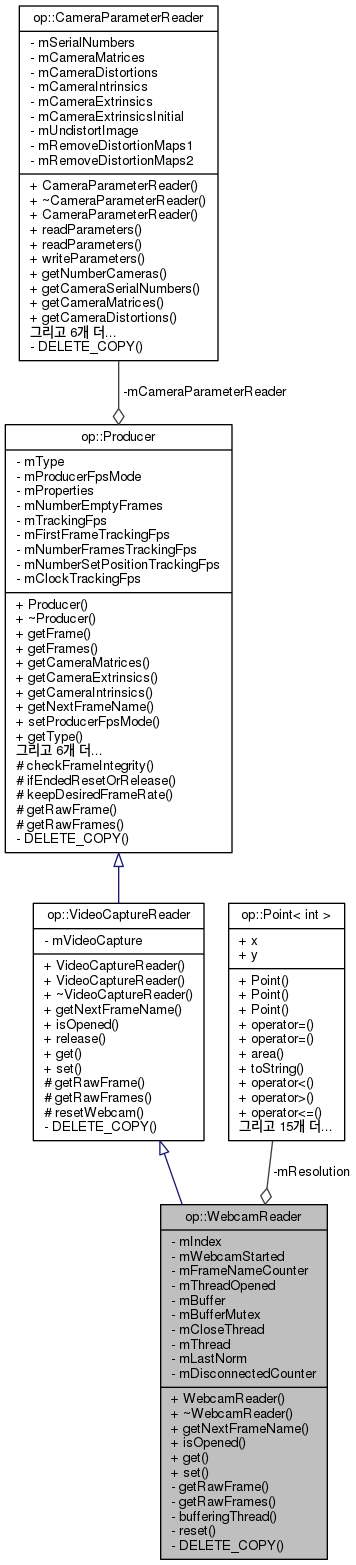 op::CameraParameterReader
- mSerialNumbers
- mCameraMatrices
- mCameraDistortions
- mCameraIntrinsics
- mCameraExtrinsics
- mCameraExtrinsicsInitial
- mUndistortImage
- mRemoveDistortionMaps1
- mRemoveDistortionMaps2
+ CameraParameterReader()
+ ~CameraParameterReader()
+ CameraParameterReader()
+ readParameters()
+ readParameters()
+ writeParameters()
+ getNumberCameras()
+ getCameraSerialNumbers()
+ getCameraMatrices()
+ getCameraDistortions()
그리고 6개 더...
- DELETE_COPY()
-mCameraParameterReader
op::Producer
- mType
- mProducerFpsMode
- mProperties
- mNumberEmptyFrames
- mTrackingFps
- mFirstFrameTrackingFps
- mNumberFramesTrackingFps
- mNumberSetPositionTrackingFps
- mClockTrackingFps
+ Producer()
+ ~Producer()
+ getFrame()
+ getFrames()
+ getCameraMatrices()
+ getCameraExtrinsics()
+ getCameraIntrinsics()
+ getNextFrameName()
+ setProducerFpsMode()
+ getType()
그리고 6개 더...
# checkFrameIntegrity()
# ifEndedResetOrRelease()
# keepDesiredFrameRate()
# getRawFrame()
# getRawFrames()
- DELETE_COPY()
op::VideoCaptureReader
- mVideoCapture
+ VideoCaptureReader()
+ VideoCaptureReader()
+ ~VideoCaptureReader()
+ getNextFrameName()
+ isOpened()
+ release()
+ get()
+ set()
# getRawFrame()
# getRawFrames()
# resetWebcam()
- DELETE_COPY()
op::Point< int >
+ x
+ y
+ Point()
+ Point()
+ Point()
+ operator=()
+ operator=()
+ area()
+ toString()
+ operator<()
+ operator>()
+ operator<=()
그리고 15개 더...
-mResolution
op::WebcamReader
- mIndex
- mWebcamStarted
- mFrameNameCounter
- mThreadOpened
- mBuffer
- mBufferMutex
- mCloseThread
- mThread
- mLastNorm
- mDisconnectedCounter
+ WebcamReader()
+ ~WebcamReader()
+ getNextFrameName()
+ isOpened()
+ get()
+ set()
- getRawFrame()
- getRawFrames()
- bufferingThread()
- reset()
- DELETE_COPY()